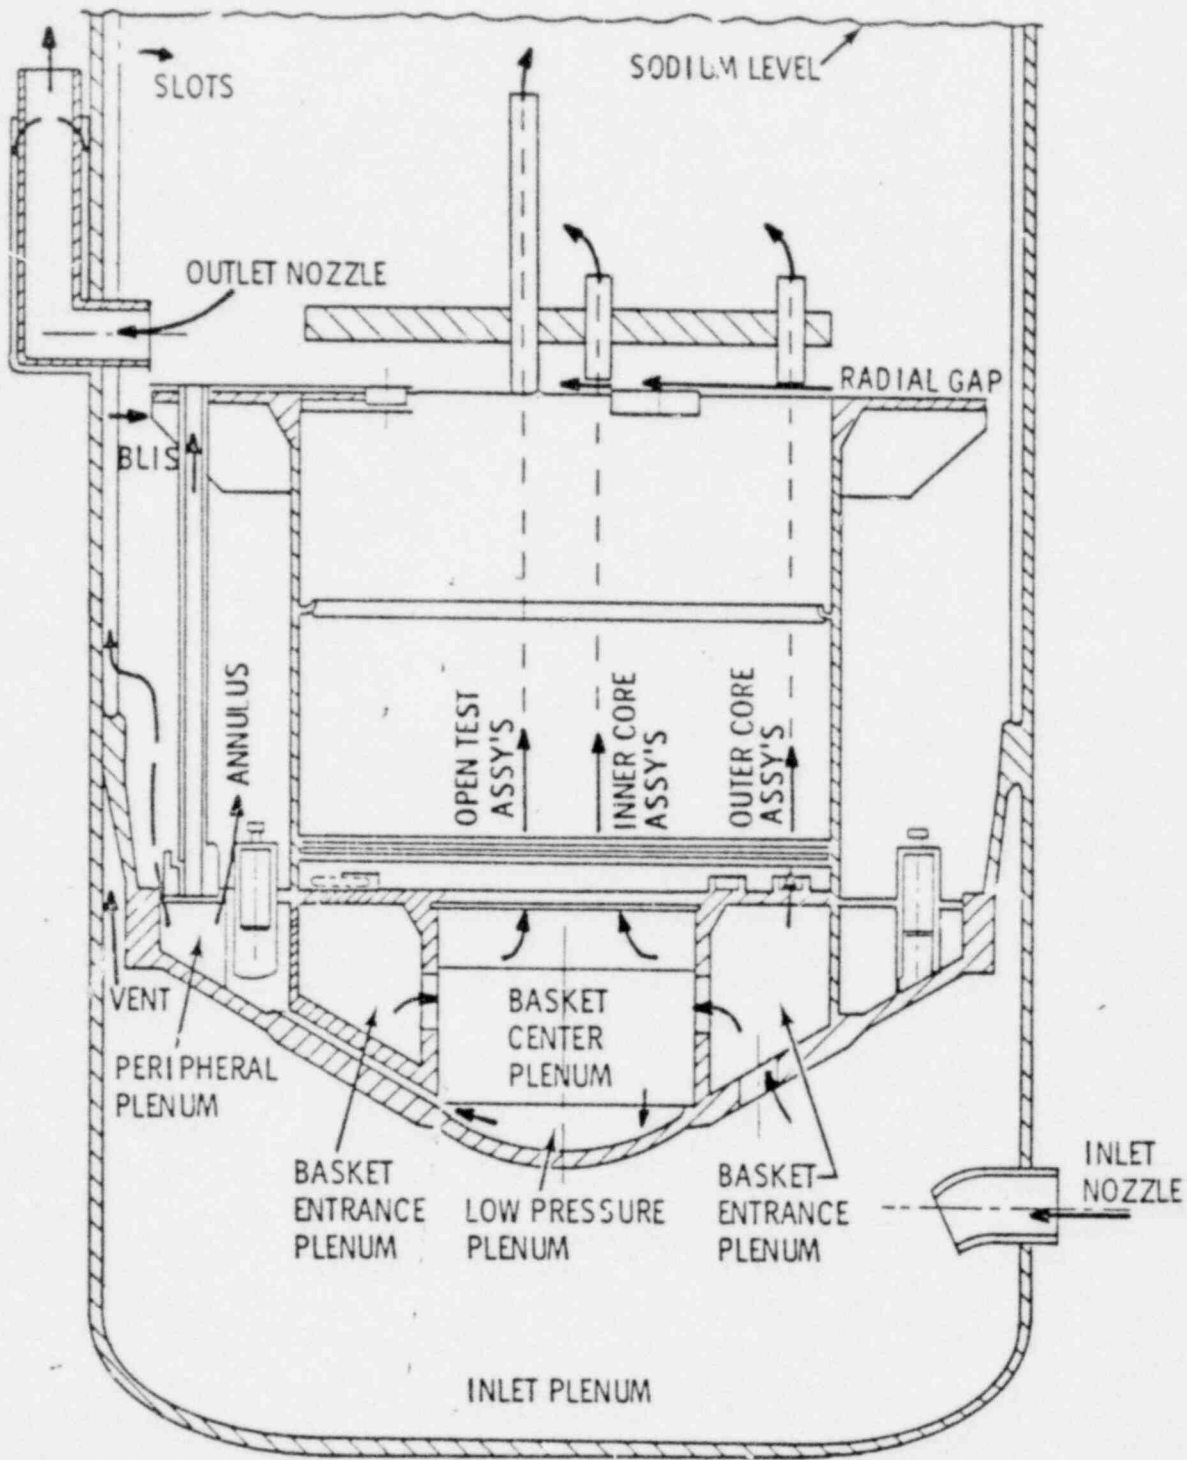 SODIUM LEVEL
SLOTS
OUTLET NOZZLE
RADIAL GAP
BLIS
ANNULUS
OPEN TEST
ASSY'S
INNER CORE
ASSY'S
OUTER CORE
ASSY'S
VENT
BASKET
CENTER
PLENUM
PERIPHERAL
PLENUM
BASKET
ENTRANCE
PLENUM
LOW PRESSURE
PLENUM
BASKET
ENTRANCE
PLENUM
INLET
NOZZLE
INLET PLENUM